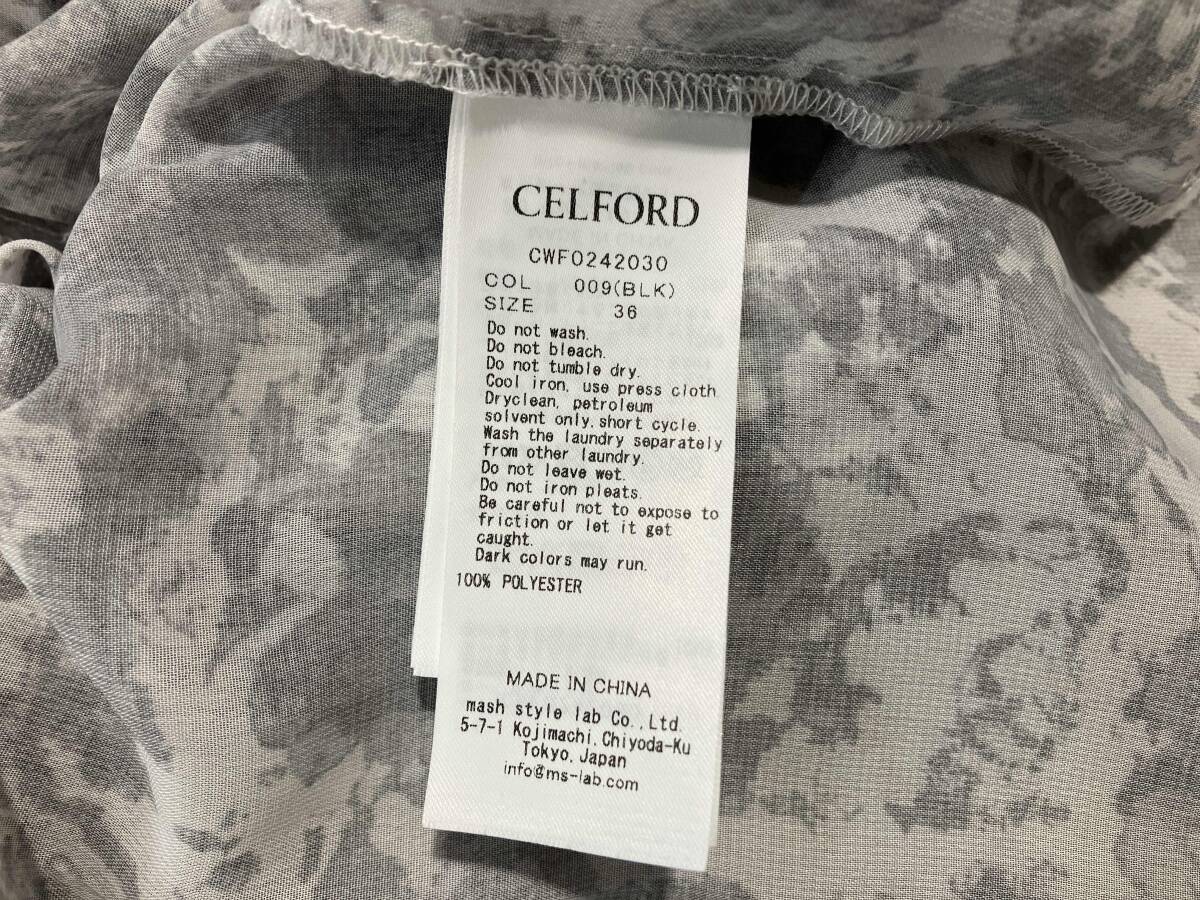 CELFORD
CWF0242030
COL 009(BLK)
SIZE 36
Do not wash.
Do not bleach.
Do not tumble dry.
Cool iron, use press cloth
Dryclean, petroleum
solvent only,short cycle.
Wash the laundry separately
from other laundry.
Do not leave wet.
Do not iron pleats.
Be careful not to expose to
friction or let it get
caught.
Dark colors may run.
100% POLYESTER
MADE IN CHINA
mash style lab Co.,Ltd.
5-7-1 Kojimachi,Chiyoda-Ku
Tokyo,Japan
info@ms-lab.com